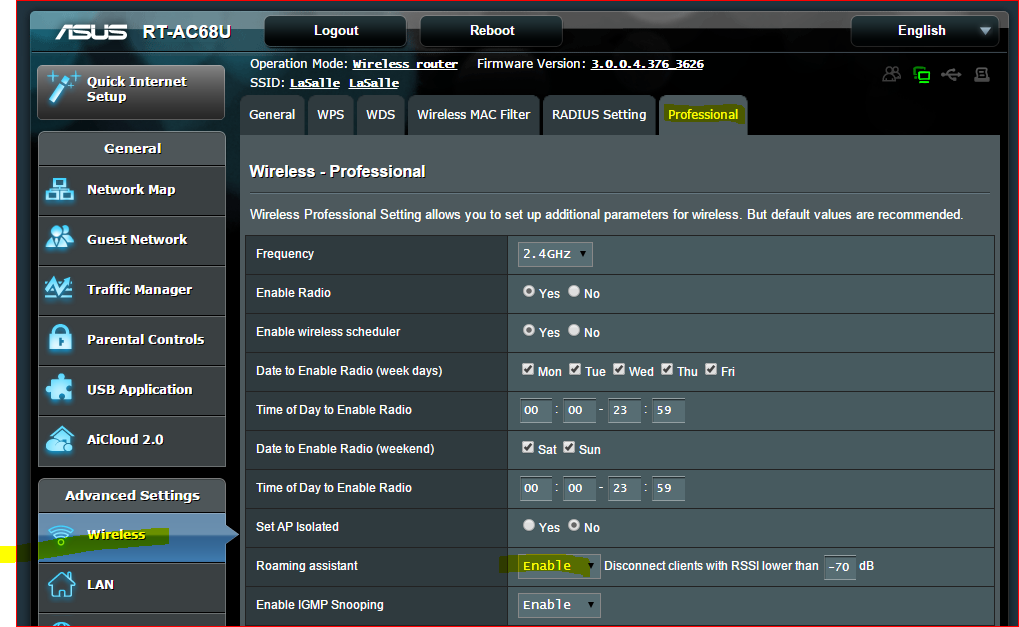 ASUS RT-AC68U Logout Reboot English
Operation Mode: Wireless router Firmware Version: 3.0.0.4.376_3626
SSID: LaSalle LaSalle
Quick Internet
Setup
General
Network Map
Guest Network
Traffic Manager
Parental Controls
USB Application
AiCloud 2.0
Advanced Settings
Wireless
LAN
General WPS WDS Wireless MAC Filter RADIUS Setting Professional
Wireless - Professional
Wireless Professional Setting allows you to set up additional parameters for wireless. But default values are recommended.
Frequency 2.4GHz
Enable Radio Yes No
Enable wireless scheduler Yes No
Date to Enable Radio (week days) Mon Tue Wed Thu Fri
Time of Day to Enable Radio 00 : 00 - 23 : 59
Date to Enable Radio (weekend) Sat Sun
Time of Day to Enable Radio 00 : 00 - 23 : 59
Set AP Isolated Yes No
Roaming assistant Enable Disconnect clients with RSSI lower than -70 dB
Enable IGMP Snooping Enable